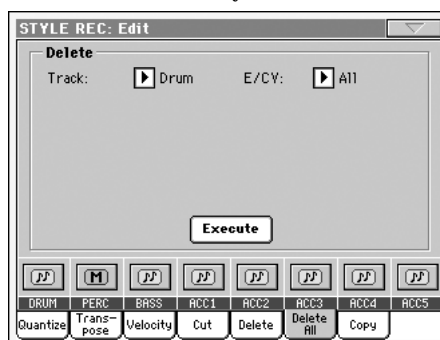 STYLE REC: Edit
Delete
Track: Drum E/CV: All
Execute
M
DRUM PERC BASS ACC1 ACC2 ACC3 ACC4 ACC5
Quantize Trans-pose Velocity Cut Delete Delete All Copy